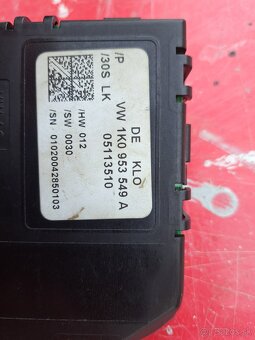 /P DE KLO
/30S LK VW 1K0 953 549 A
05113510
/HW 012
/SW 0030
/SN 01020042850103